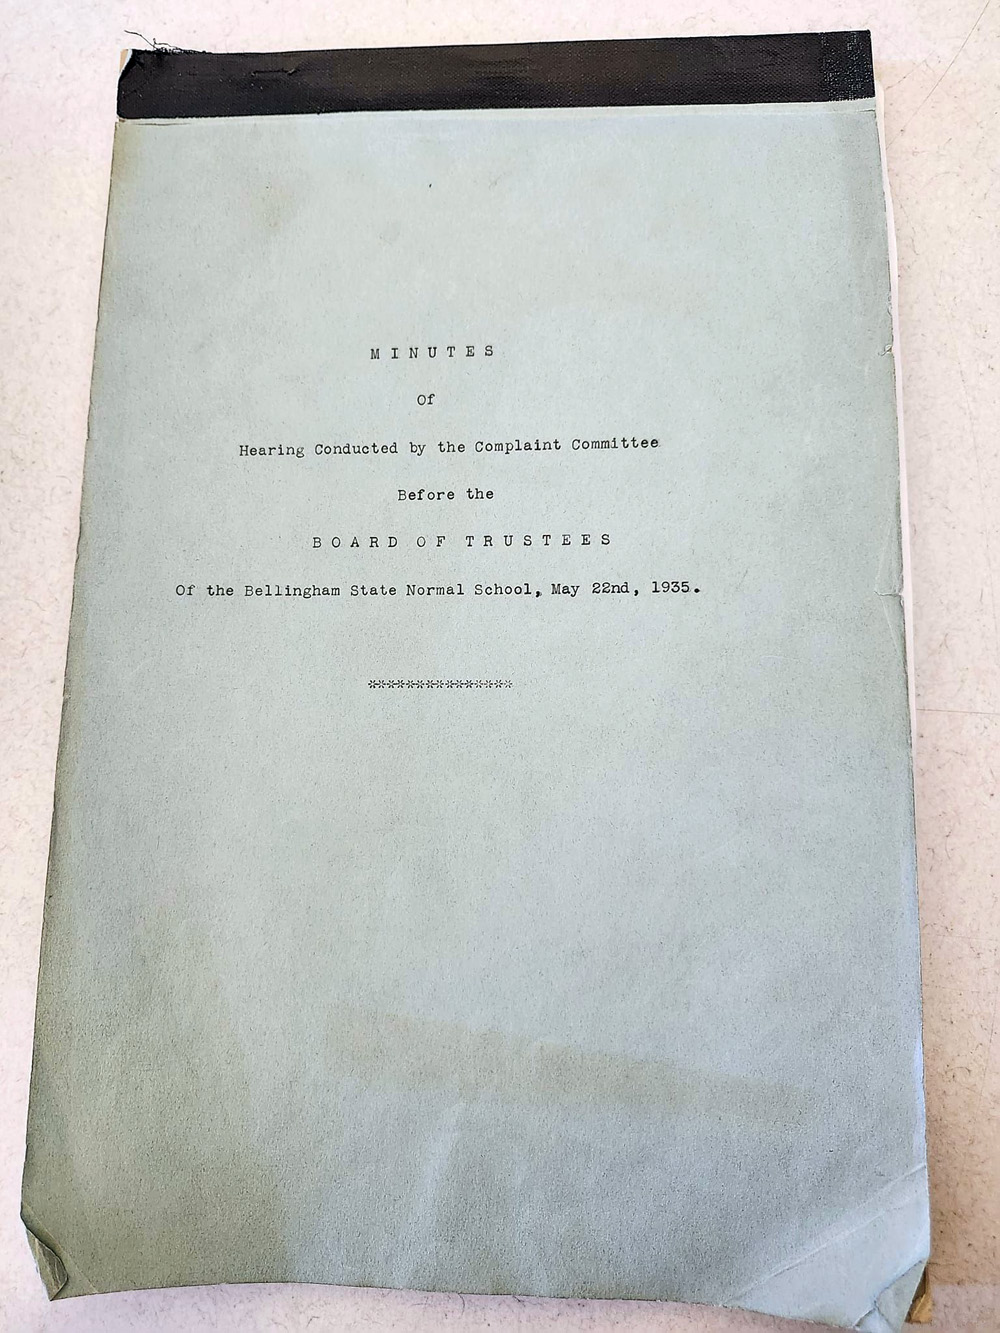 M I N U T E S
Of
Hearing Conducted by the Complaint Committee
Before the
B O A R D  O F  T R U S T E E S
Of the Bellingham State Normal School, May 22nd, 1935.
***************